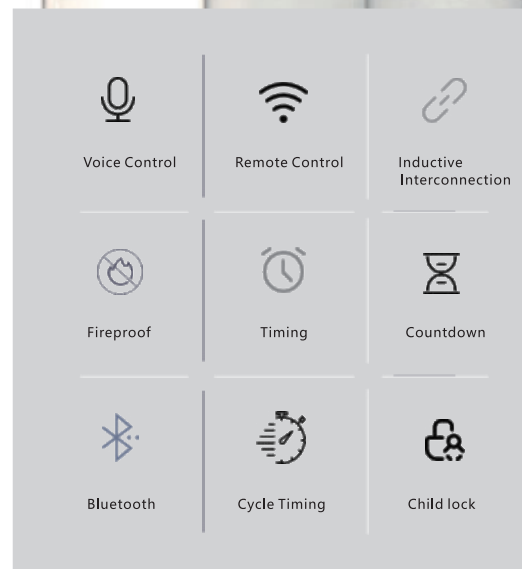 Voice Control
Remote Control
Inductive
Interconnection
Fireproof
Timing
Countdown
Bluetooth
Cycle Timing
Child lock